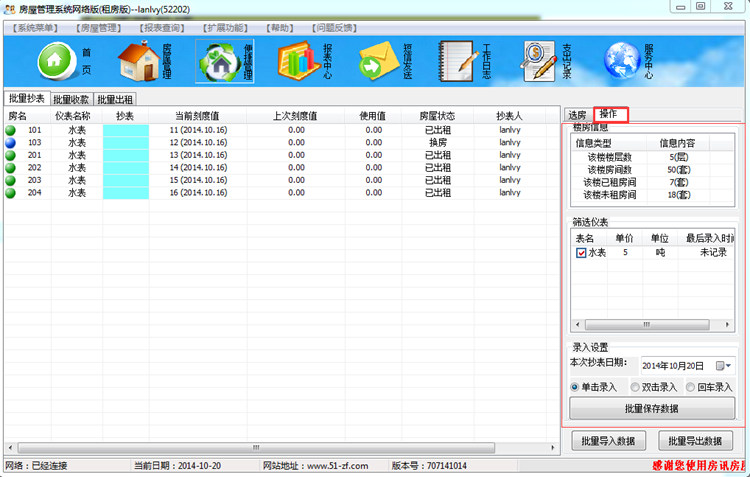 房屋管理系统网络版(租房版)--lanlvy(52202)
【系统菜单】 【房屋管理】 【报表查询】 【扩展功能】 【帮助】 【问题反馈】
首页 房屋管理 便捷管理 报表中心 短信发送 工作日志 支出记录 服务中心
批量抄表 批量收款 批量出租
房名 仪表名称 抄表 当前刻度值 上次刻度值 使用值 房屋状态 抄表人
101 水表 11 (2014.10.16) 0.00 0.00 已出租 lanlvy
103 水表 12 (2014.10.16) 0.00 0.00 换房 lanlvy
201 水表 13 (2014.10.16) 0.00 0.00 已出租 lanlvy
202 水表 14 (2014.10.16) 0.00 0.00 已出租 lanlvy
203 水表 15 (2014.10.16) 0.00 0.00 已出租 lanlvy
204 水表 16 (2014.10.16) 0.00 0.00 已出租 lanlvy
选房 操作
楼房信息
信息类型 信息内容
该楼楼层数 5(层)
该楼房间数 50(套)
该楼已租房间 7(套)
该楼未租房间 18(套)
筛选仪表
表名 单价 单位 最后录入时间
水表 5 吨 未记录
录入设置
本次抄表日期: 2014年10月20日
单击录入 双击录入 回车录入
批量保存数据
批量导入数据 批量导出数据
网络:已经连接 当前日期:2014-10-20 网站地址:www.51-zf.com 版本号:707141014 感谢您使用房讯房屋